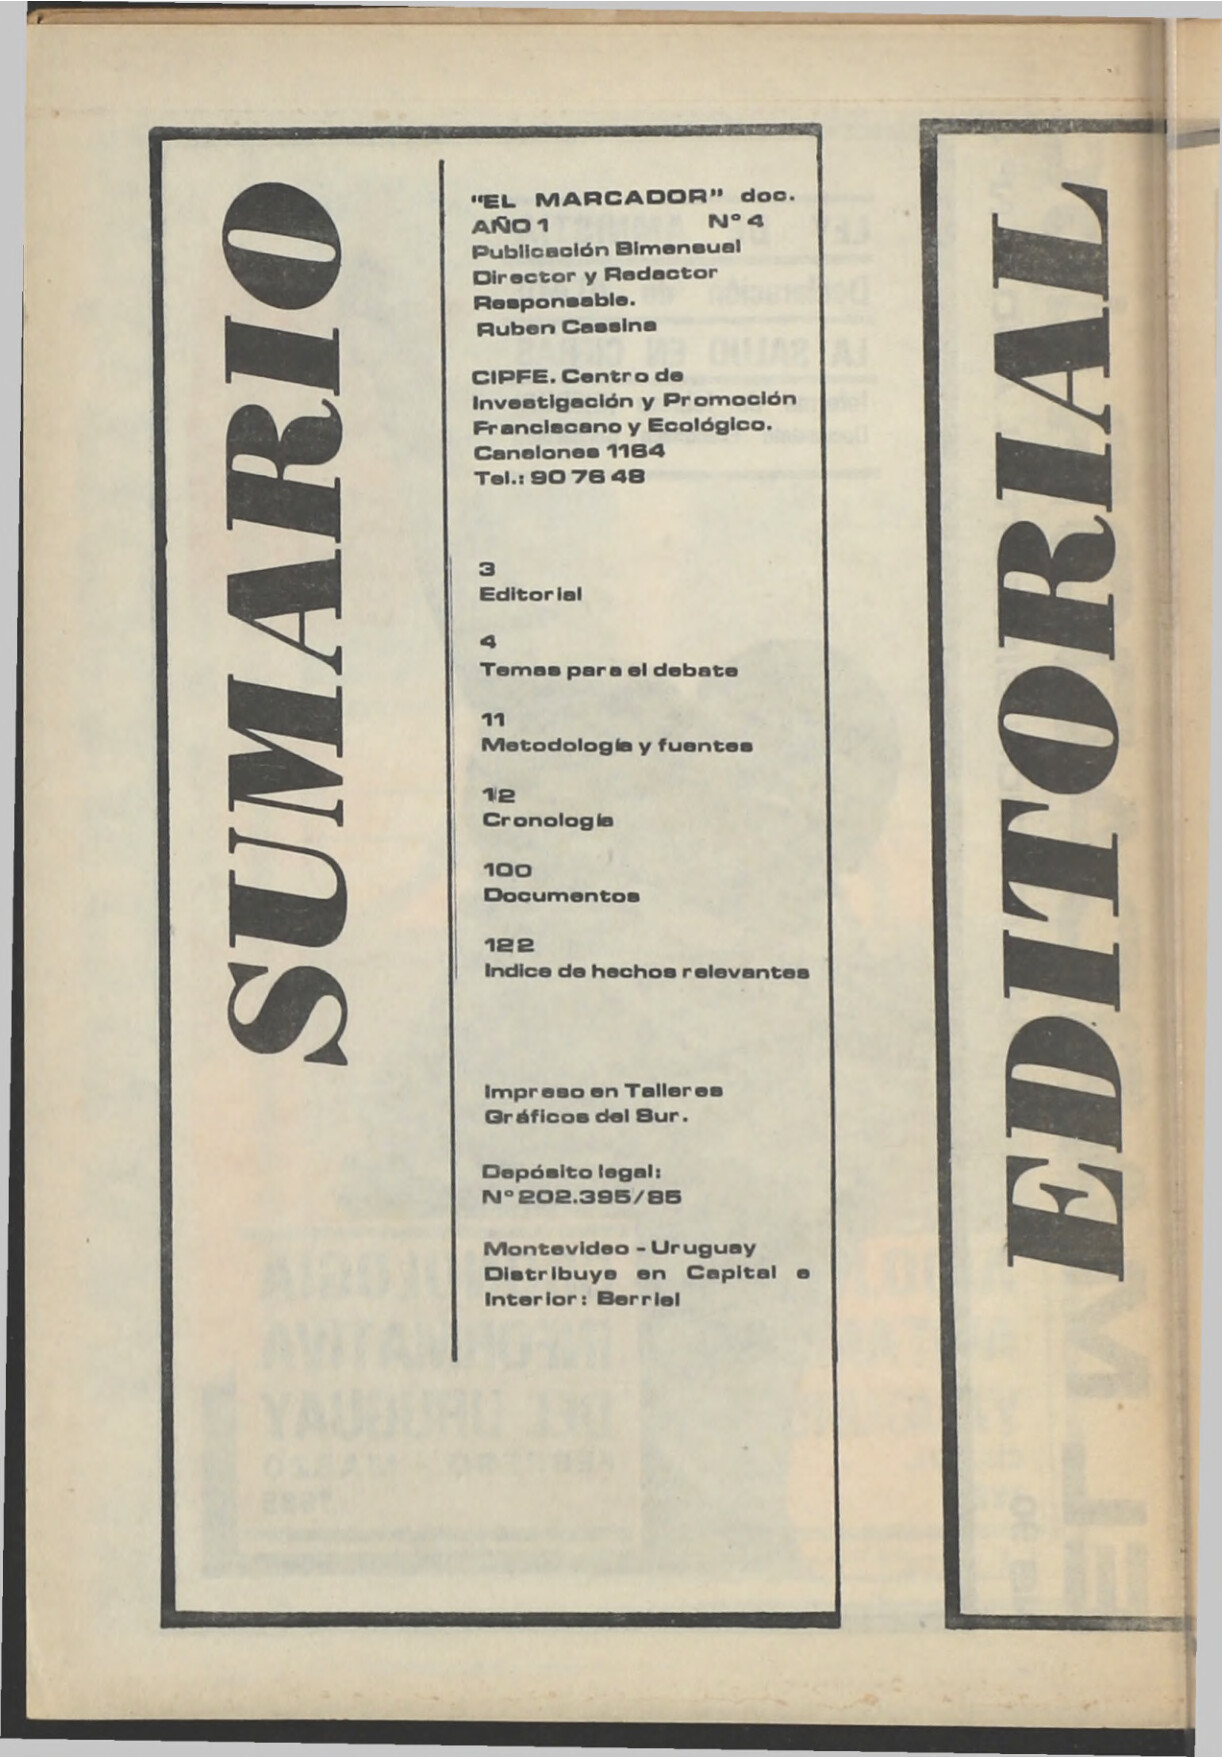 SUMARIO
"EL MARCADOR" doc.
AÑO 1 N° 4
Publicación Bimensual
Director y Redactor
Responsable.
Ruben Cassina
CIPFE. Centro de
Investigación y Promoción
Franciscano y Ecológico.
Canelones 1164
Tel.: 90 76 48
3
Editorial
4
Temas para el debate
11
Metodología y fuentes
12
Cronología
100
Documentos
122
Indice de hechos relevantes
Impreso en Talleres
Gráficos del Sur.
Depósito legal:
N° 202.395/85
Montevideo - Uruguay
Distribuye en Capital e
Interior: Berriel
EDITORIAL